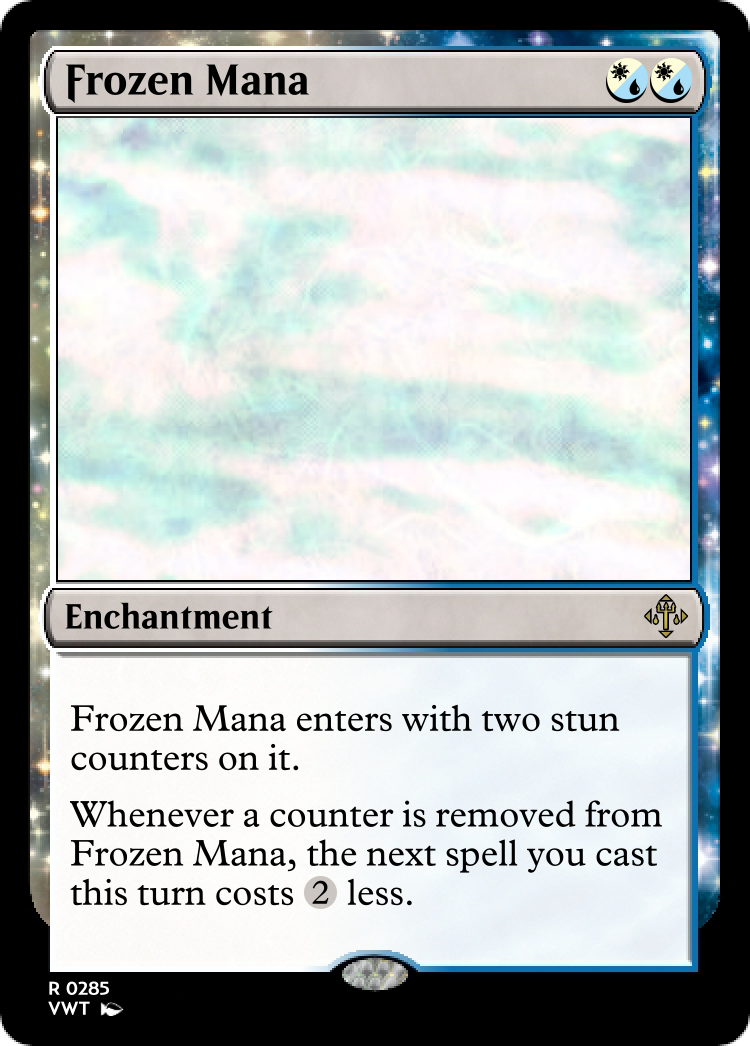 Frozen Mana
Enchantment
Frozen Mana enters with two stun
counters on it.
Whenever a counter is removed from
Frozen Mana, the next spell you cast
this turn costs 2 less.
R 0285
VWT